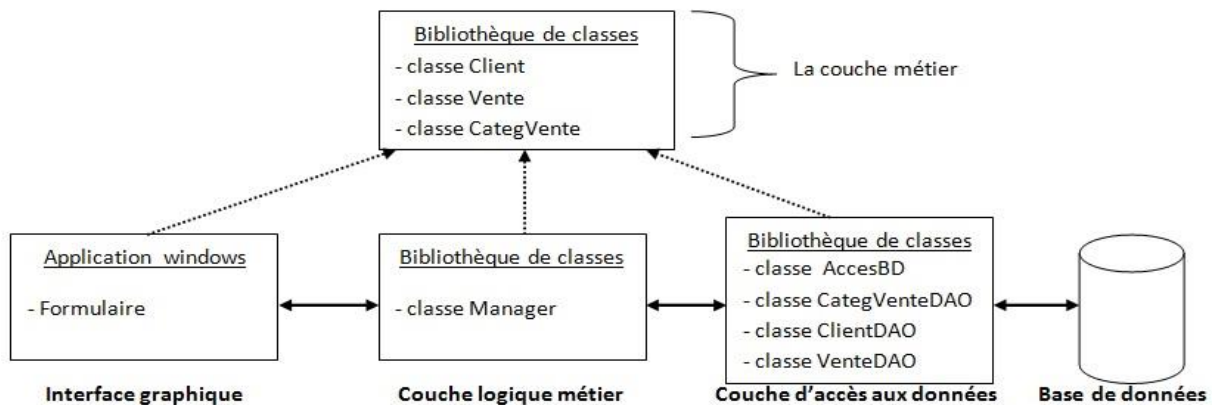 Bibliothèque de classes
- classe Client
- classe Vente
- classe CategVente
La couche métier
Application windows
- Formulaire
Bibliothèque de classes
- classe Manager
Bibliothèque de classes
- classe AccesBD
- classe CategVenteDAO
- classe ClientDAO
- classe VenteDAO
Interface graphique
Couche logique métier
Couche d'accès aux données
Base de données